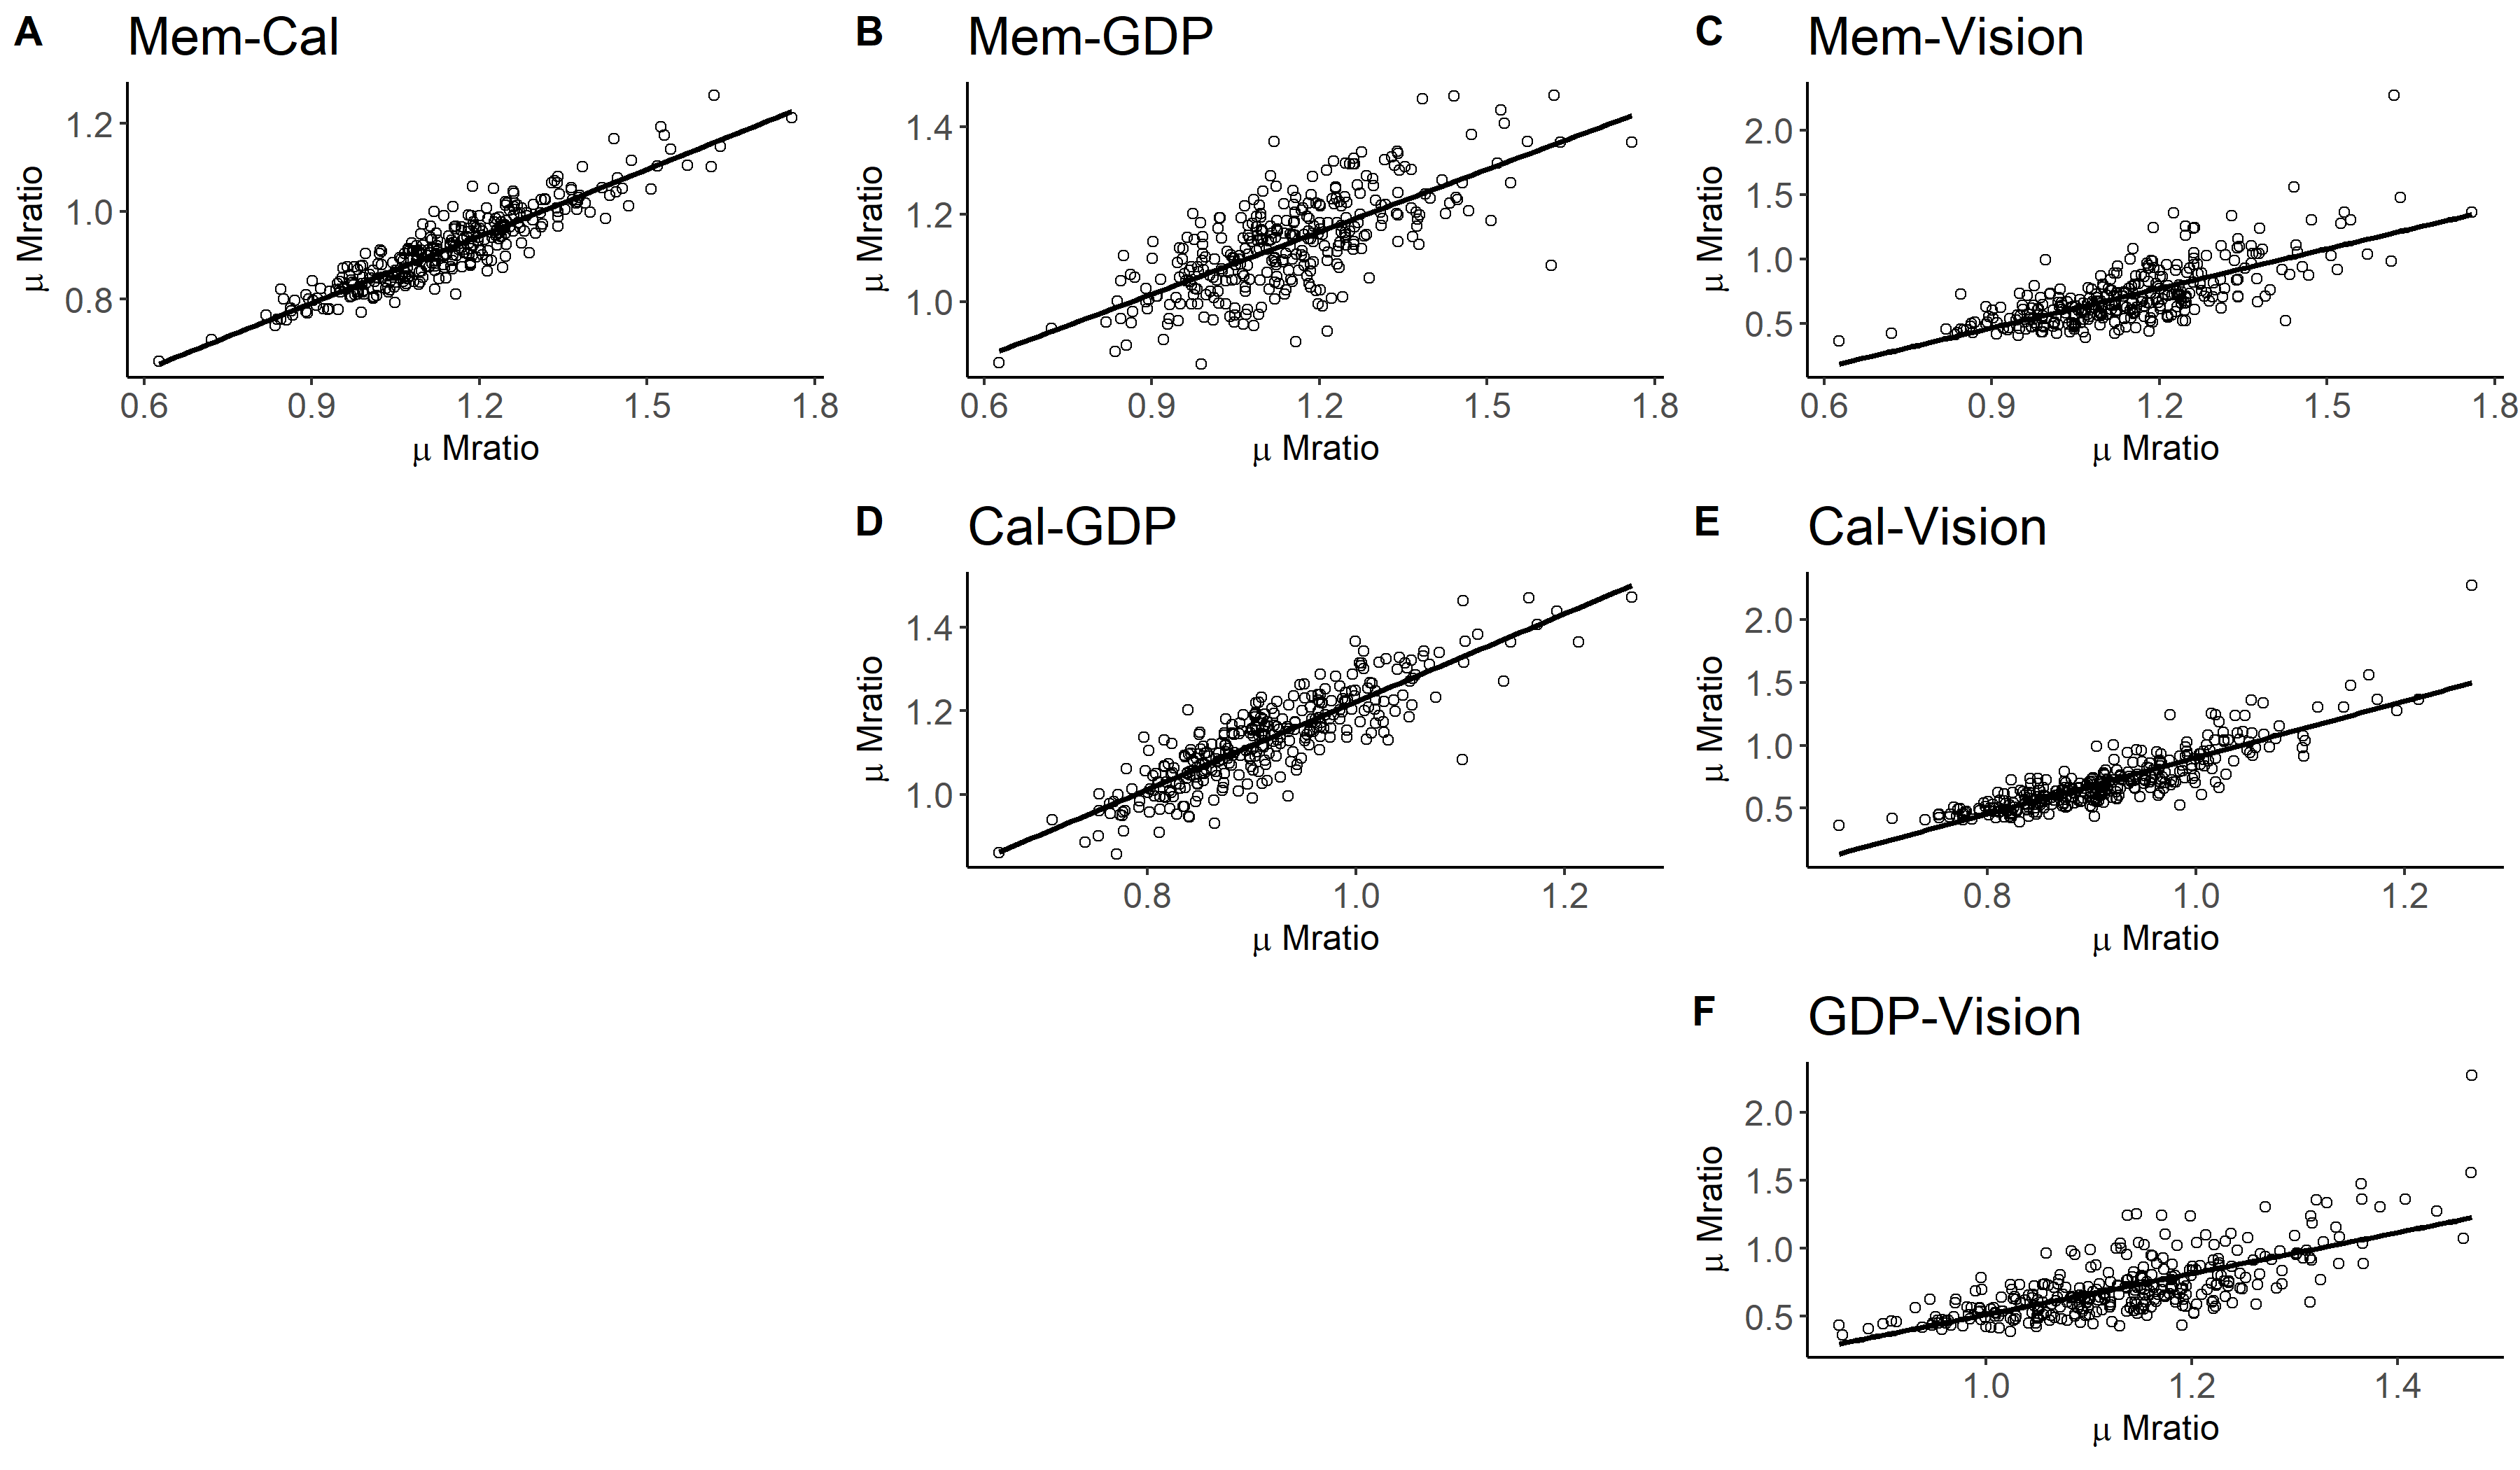 A Mem-Cal
B Mem-GDP
C Mem-Vision
μ Mratio
1.2
1.0
0.8
0.6 0.9 1.2 1.5 1.8
μ Mratio
μ Mratio
1.4
1.2
1.0
0.6 0.9 1.2 1.5 1.8
μ Mratio
μ Mratio
2.0
1.5
1.0
0.5
0.6 0.9 1.2 1.5 1.8
μ Mratio
D Cal-GDP
E Cal-Vision
μ Mratio
1.4
1.2
1.0
0.8 1.0 1.2
μ Mratio
μ Mratio
2.0
1.5
1.0
0.5
0.8 1.0 1.2
μ Mratio
F GDP-Vision
μ Mratio
2.0
1.5
1.0
0.5
1.0 1.2 1.4
μ Mratio